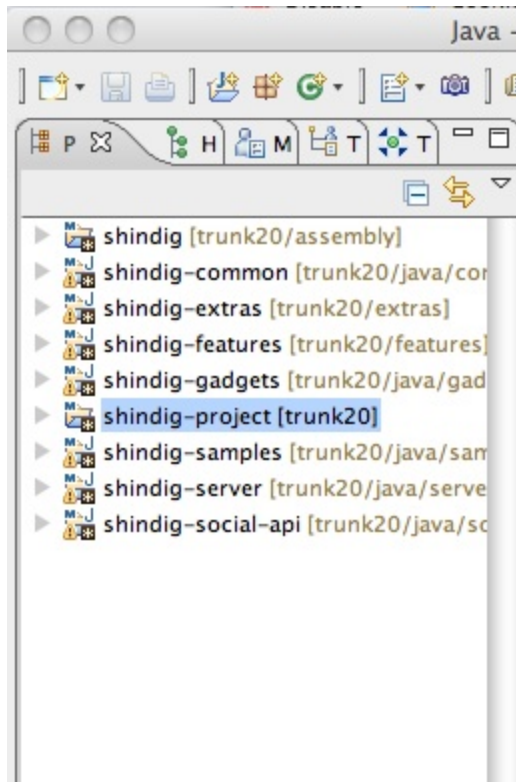 Java -
P H M T T
shindig [trunk20/assembly]
shindig-common [trunk20/java/cor
shindig-extras [trunk20/extras]
shindig-features [trunk20/features]
shindig-gadgets [trunk20/java/gad
shindig-project [trunk20]
shindig-samples [trunk20/java/sam
shindig-server [trunk20/java/serve
shindig-social-api [trunk20/java/so